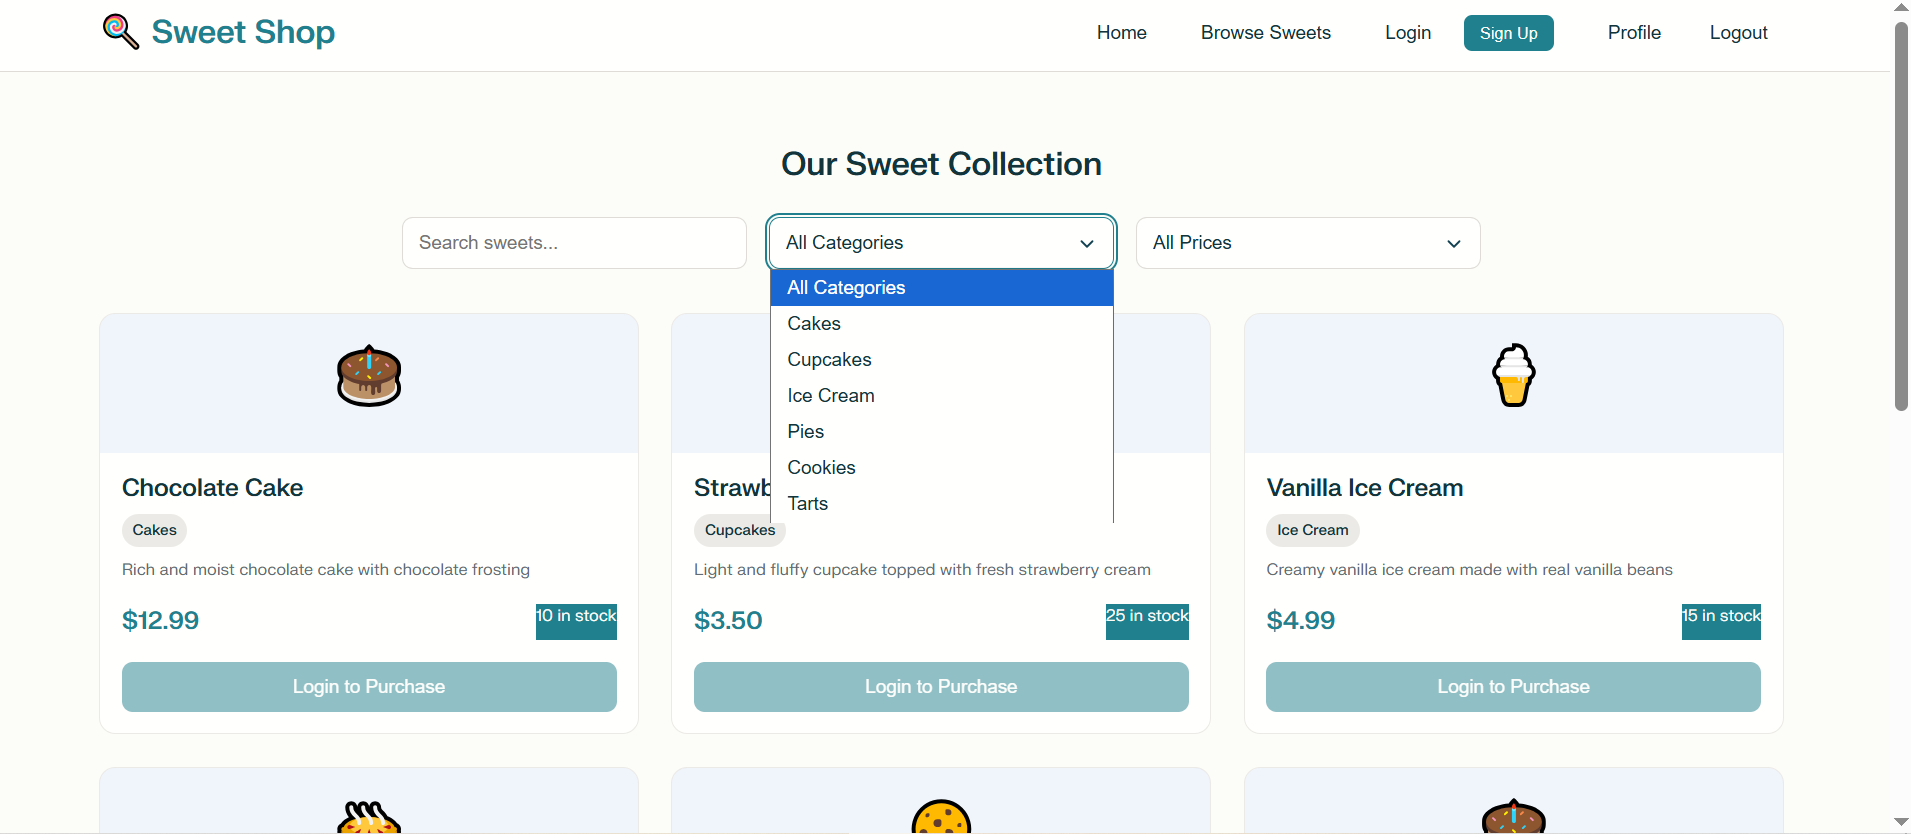 Sweet Shop
Home Browse Sweets Login Sign Up Profile Logout
Our Sweet Collection
Search sweets... All Categories All Prices
All Categories
Cakes
Cupcakes
Ice Cream
Pies
Cookies
Tarts
Chocolate Cake
Cakes
Rich and moist chocolate cake with chocolate frosting
$12.99 10 in stock
Login to Purchase
Cupcakes
Light and fluffy cupcake topped with fresh strawberry cream
$3.50 25 in stock
Login to Purchase
Vanilla Ice Cream
Ice Cream
Creamy vanilla ice cream made with real vanilla beans
$4.99 15 in stock
Login to Purchase